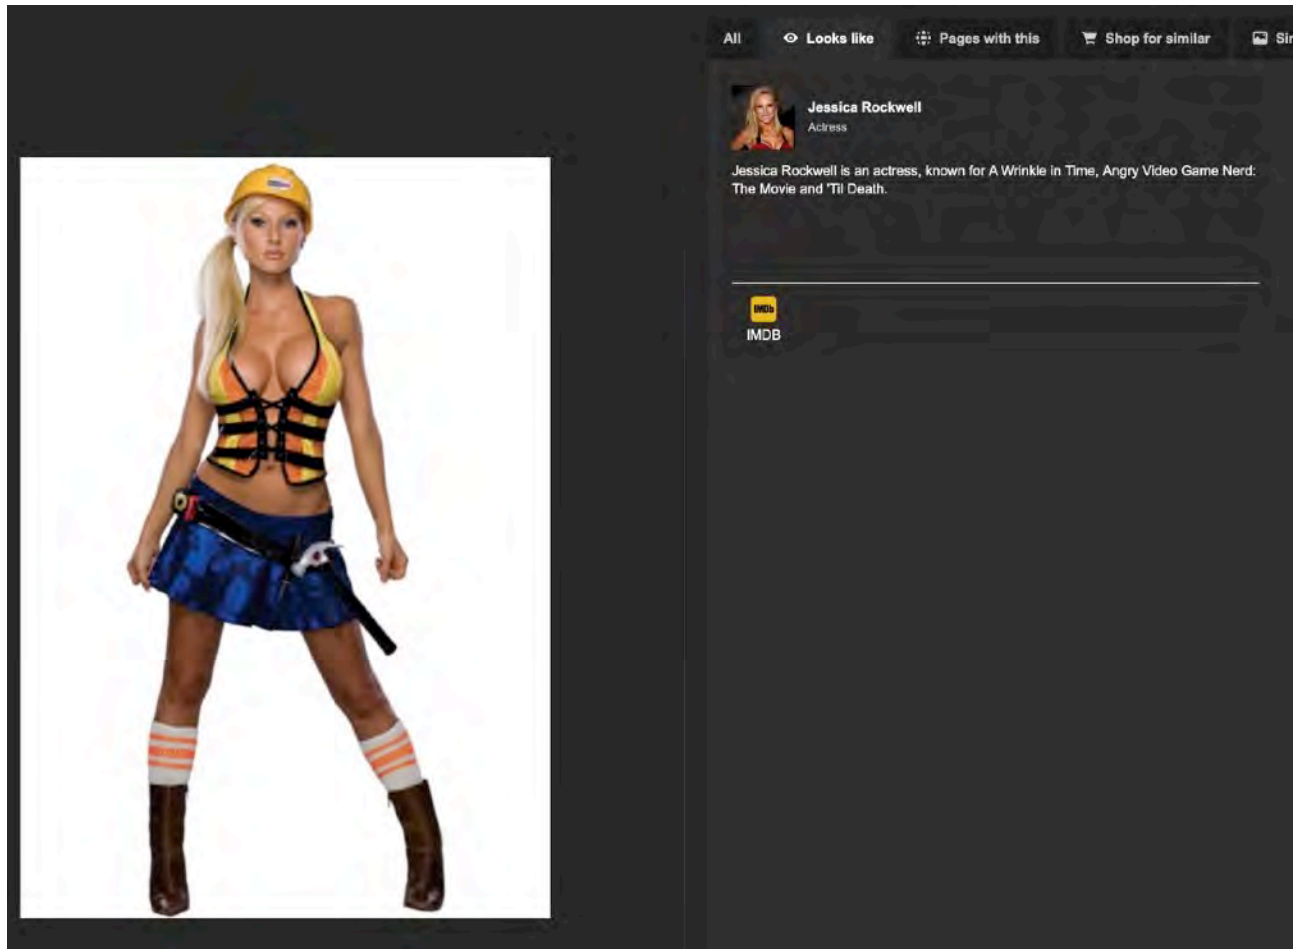 All
Looks like
Pages with this
Shop for similar
Jessica Rockwell
Actress
Jessica Rockwell is an actress, known for A Wrinkle in Time, Angry Video Game Nerd:
The Movie and 'Til Death.
IMDb
IMDB